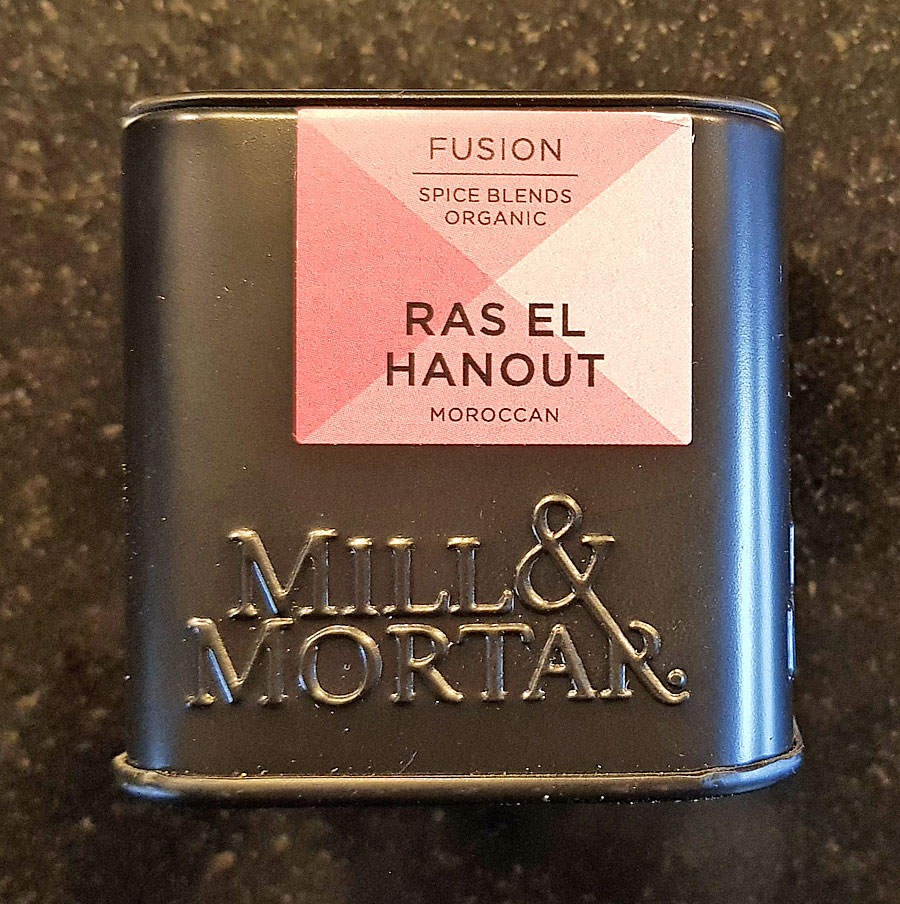 FUSION
SPICE BLENDS
ORGANIC
RAS EL
HANOUT
MOROCCAN
MILL &
MORTAR.